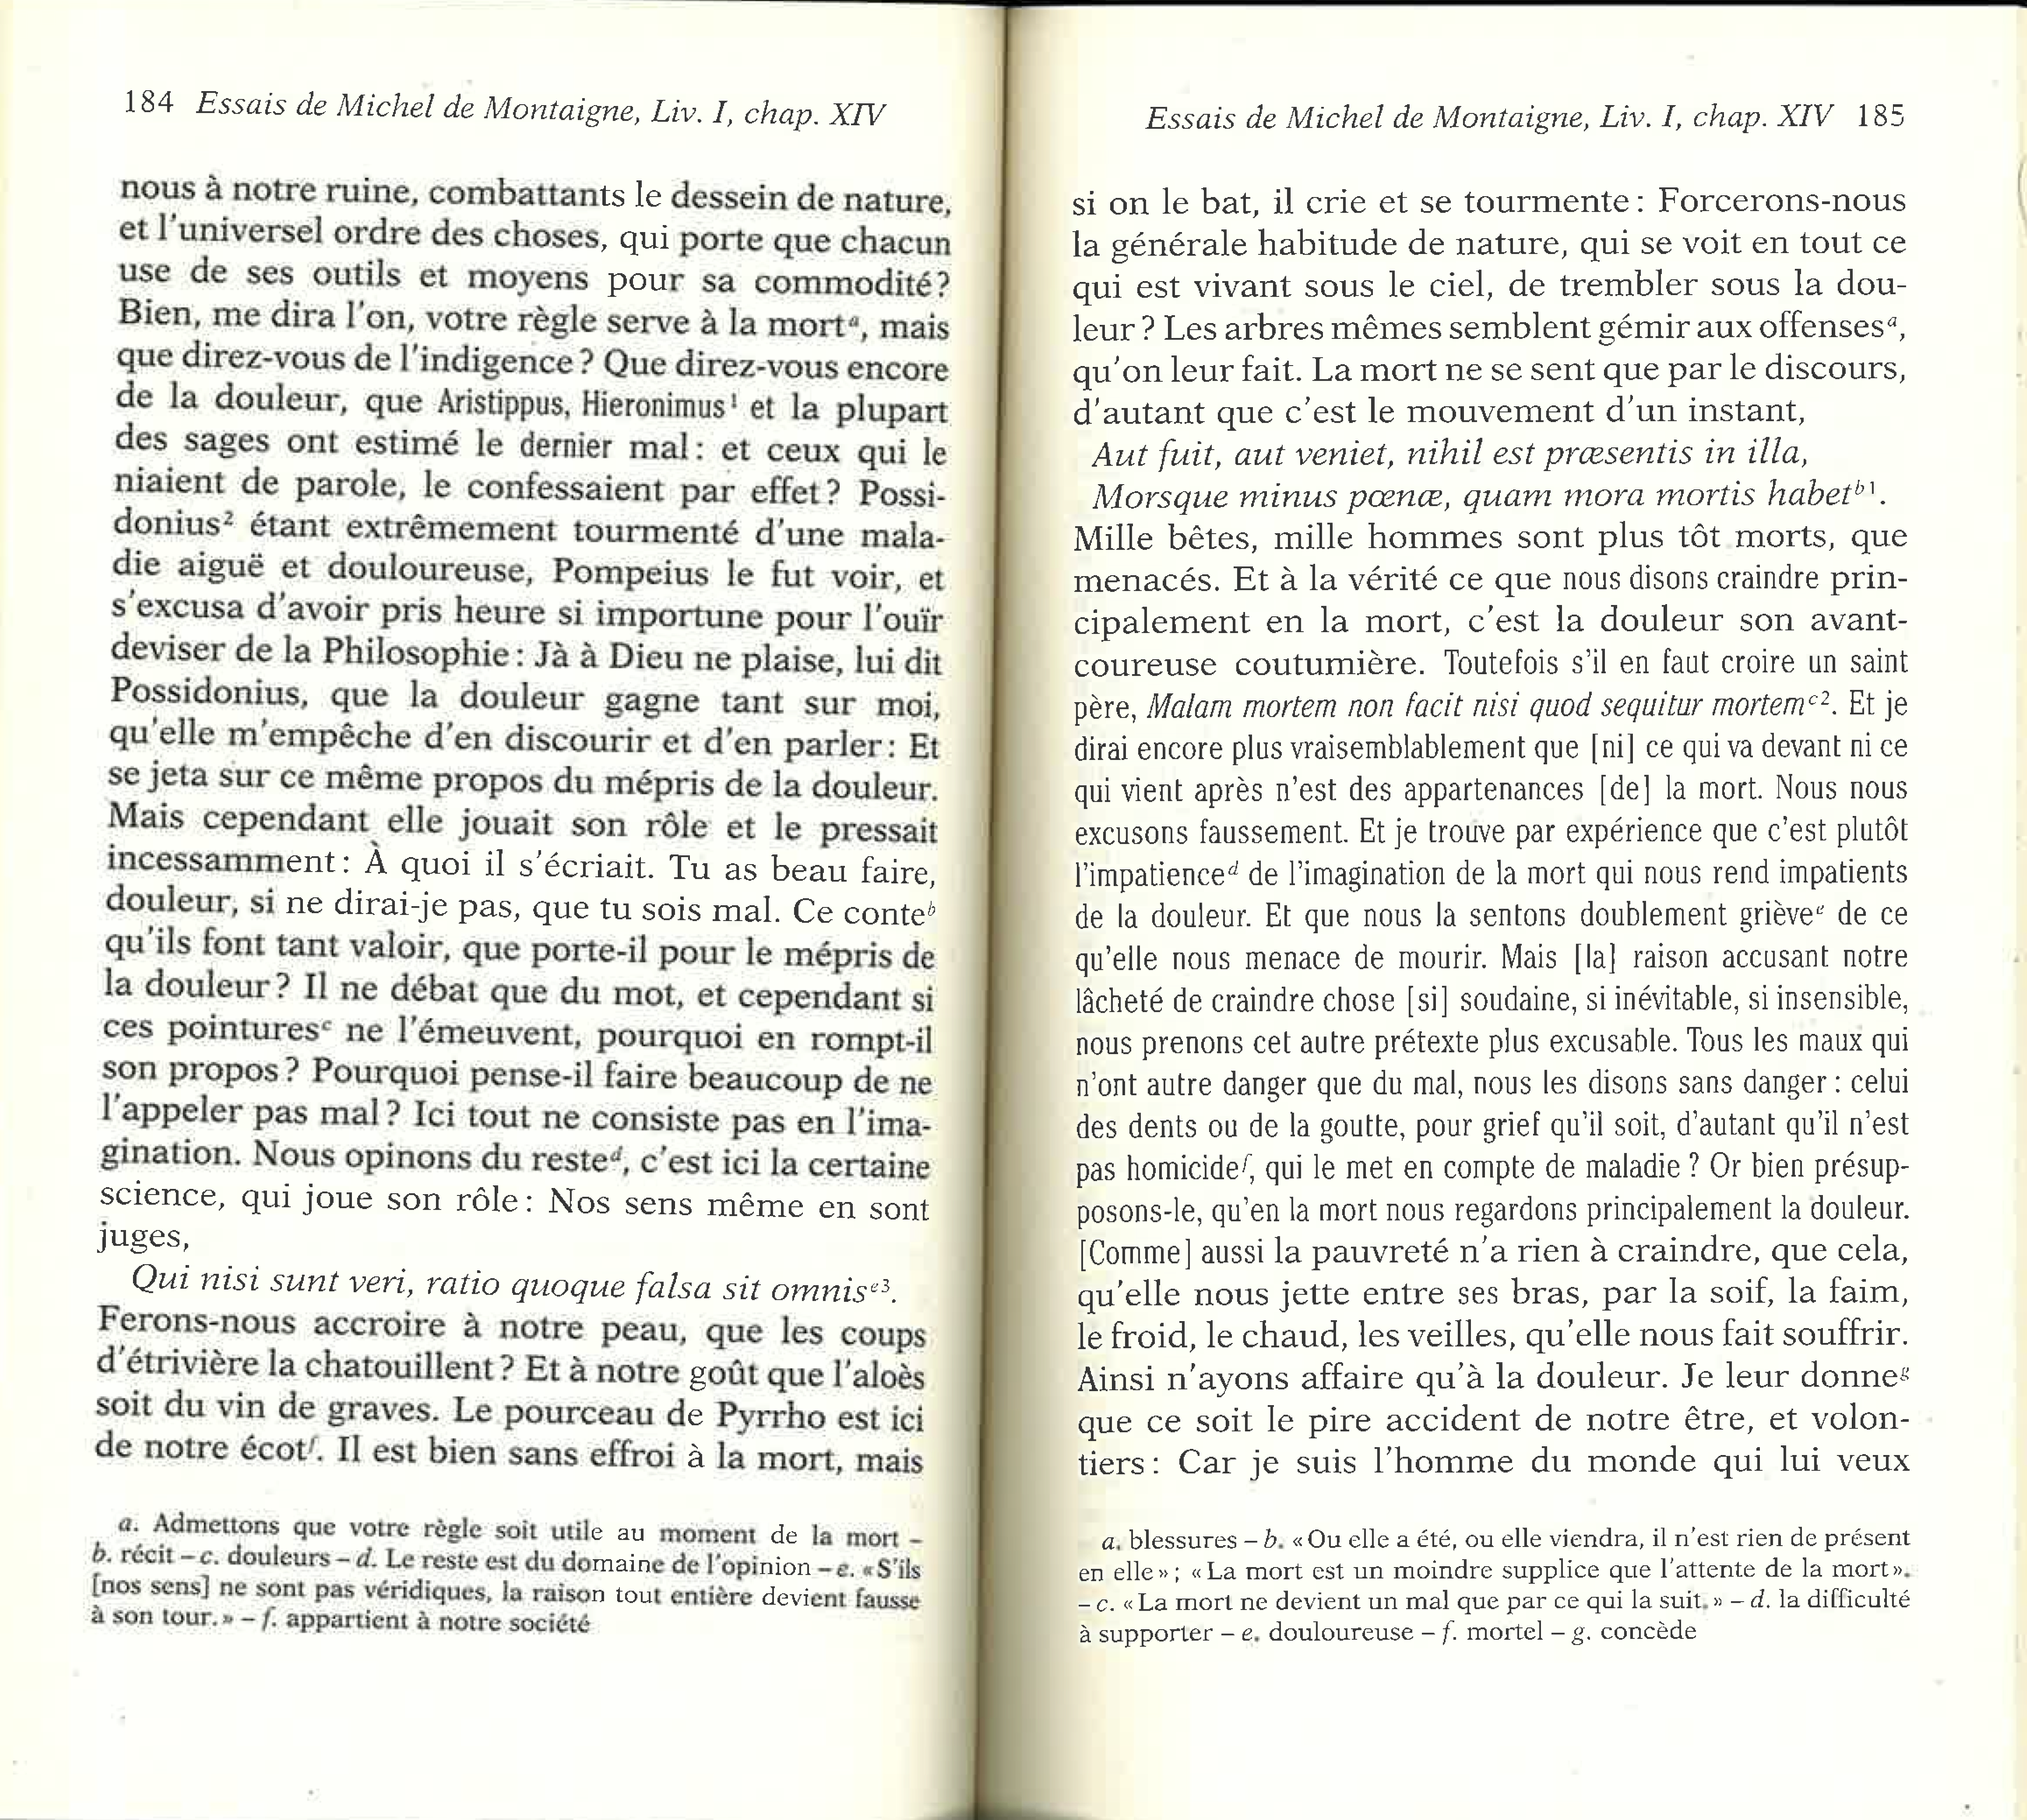 184 Essais de Michel de Montaigne, Liv. I, chap. XIV
nous à notre ruine, combattants le dessein de nature,
et l'universel ordre des choses, qui porte que chacun
use de ses outils et moyens pour sa commodité?
Bien, me dira l'on, votre règle serve à la mortᵃ, mais
que direz-vous de l'indigence? Que direz-vous encore
de la douleur, que Aristippus, Hieronimus¹ et la plupart
des sages ont estimé le dernier mal: et ceux qui le
niaient de parole, le confessaient par effet? Possi-
donius² étant extrêmement tourmenté d'une mala-
die aiguë et douloureuse, Pompeius le fut voir, et
s'excusa d'avoir pris heure si importune pour l'ouïr
deviser de la Philosophie: Jà à Dieu ne plaise, lui dit
Possidonius, que la douleur gagne tant sur moi,
qu'elle m'empêche d'en discourir et d'en parler: Et
se jeta sur ce même propos du mépris de la douleur.
Mais cependant elle jouait son rôle et le pressait
incessamment: À quoi il s'écriait. Tu as beau faire,
douleur, si ne dirai-je pas, que tu sois mal. Ce conteᵇ
qu'ils font tant valoir, que porte-il pour le mépris de
la douleur? Il ne débat que du mot, et cependant si
ces pointuresᶜ ne l'émeuvent, pourquoi en rompt-il
son propos? Pourquoi pense-il faire beaucoup de ne
l'appeler pas mal? Ici tout ne consiste pas en l'ima-
gination. Nous opinons du resteᵈ, c'est ici la certaine
science, qui joue son rôle: Nos sens même en sont
juges,
Qui nisi sunt veri, ratio quoque falsa sit omnisᵉ³.
Ferons-nous accroire à notre peau, que les coups
d'étrivière la chatouillent? Et à notre goût que l'aloès
soit du vin de graves. Le pourceau de Pyrrho est ici
de notre écotᶠ. Il est bien sans effroi à la mort, mais
a. Admettons que votre règle soit utile au moment de la mort –
b. récit – c. douleurs – d. Le reste est du domaine de l'opinion – e. «S'ils
[nos sens] ne sont pas véridiques, la raison tout entière devient fausse
à son tour.» – f. appartient à notre société
Essais de Michel de Montaigne, Liv. I, chap. XIV 185
si on le bat, il crie et se tourmente: Forcerons-nous
la générale habitude de nature, qui se voit en tout ce
qui est vivant sous le ciel, de trembler sous la dou-
leur? Les arbres mêmes semblent gémir aux offensesᵃ,
qu'on leur fait. La mort ne se sent que par le discours,
d'autant que c'est le mouvement d'un instant,
Aut fuit, aut veniet, nihil est præsentis in illa,
Morsque minus pœnæ, quam mora mortis habetᵇ¹.
Mille bêtes, mille hommes sont plus tôt morts, que
menacés. Et à la vérité ce que nous disons craindre prin-
cipalement en la mort, c'est la douleur son avant-
coureuse coutumière. Toutefois s'il en faut croire un saint
père, Malam mortem non facit nisi quod sequitur mortemᶜ². Et je
dirai encore plus vraisemblablement que [ni] ce qui va devant ni ce
qui vient après n'est des appartenances [de] la mort. Nous nous
excusons faussement. Et je trouve par expérience que c'est plutôt
l'impatienceᵈ de l'imagination de la mort qui nous rend impatients
de la douleur. Et que nous la sentons doublement grièveᵉ de ce
qu'elle nous menace de mourir. Mais [la] raison accusant notre
lâcheté de craindre chose [si] soudaine, si inévitable, si insensible,
nous prenons cet autre prétexte plus excusable. Tous les maux qui
n'ont autre danger que du mal, nous les disons sans danger: celui
des dents ou de la goutte, pour grief qu'il soit, d'autant qu'il n'est
pas homicideᶠ, qui le met en compte de maladie? Or bien présup-
posons-le, qu'en la mort nous regardons principalement la douleur.
[Comme] aussi la pauvreté n'a rien à craindre, que cela,
qu'elle nous jette entre ses bras, par la soif, la faim,
le froid, le chaud, les veilles, qu'elle nous fait souffrir.
Ainsi n'ayons affaire qu'à la douleur. Je leur donneᵍ
que ce soit le pire accident de notre être, et volon-
tiers: Car je suis l'homme du monde qui lui veux
a. blessures – b. «Ou elle a été, ou elle viendra, il n'est rien de présent
en elle»; «La mort est un moindre supplice que l'attente de la mort».
– c. «La mort ne devient un mal que par ce qui la suit.» – d. la difficulté
à supporter – e. douloureuse – f. mortel – g. concède